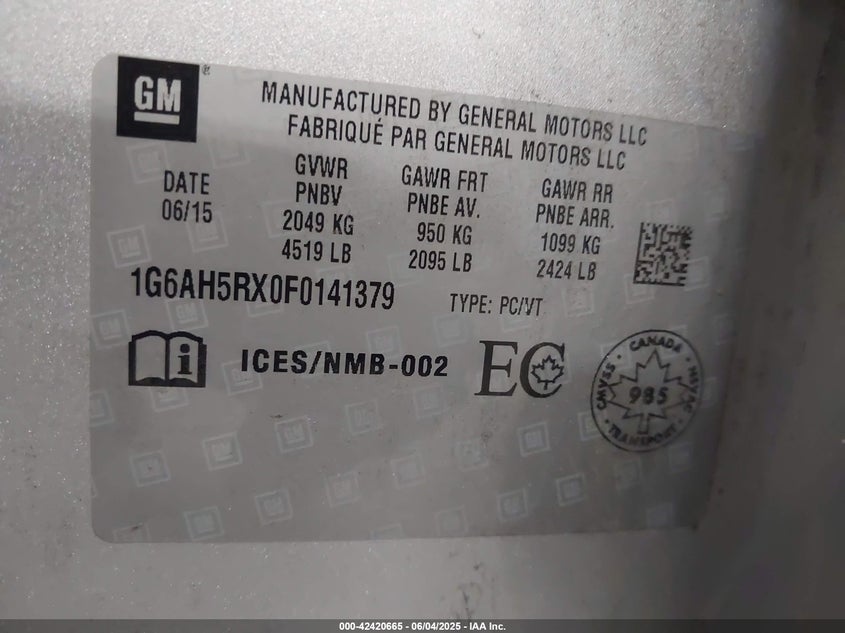 GM ®
MANUFACTURED BY GENERAL MOTORS LLC
FABRIQUÉ PAR GENERAL MOTORS LLC
DATE
06/15
GVWR
PNBV
2049 KG
4519 LB
GAWR FRT
PNBE AV.
950 KG
2095 LB
GAWR RR
PNBE ARR.
1099 KG
2424 LB
1G6AH5RX0F0141379
TYPE: PC/VT
ICES/NMB-002
EC
CANADA
CMVSS
NSVAC
985
TRANSPORT
000-42420665 - 06/04/2025 - IAA Inc.